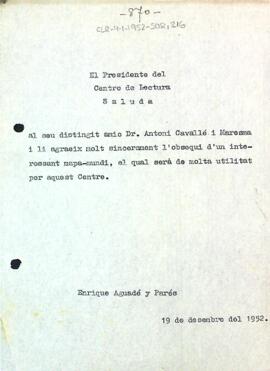 -870-
CLR-4-1-1952-SOR,216
El Presidente del
Centro de Lectura
Saluda
al seu distingit amic Dr. Antoni Cavallé i Maresma
i li agraeix molt sincerament l'obsequi d'un inte-
ressant mapa-mundi, el qual serà de molta utilitat
per aquest Centre.
Enrique Aguadé y Parés
19 de desembre del 1952.